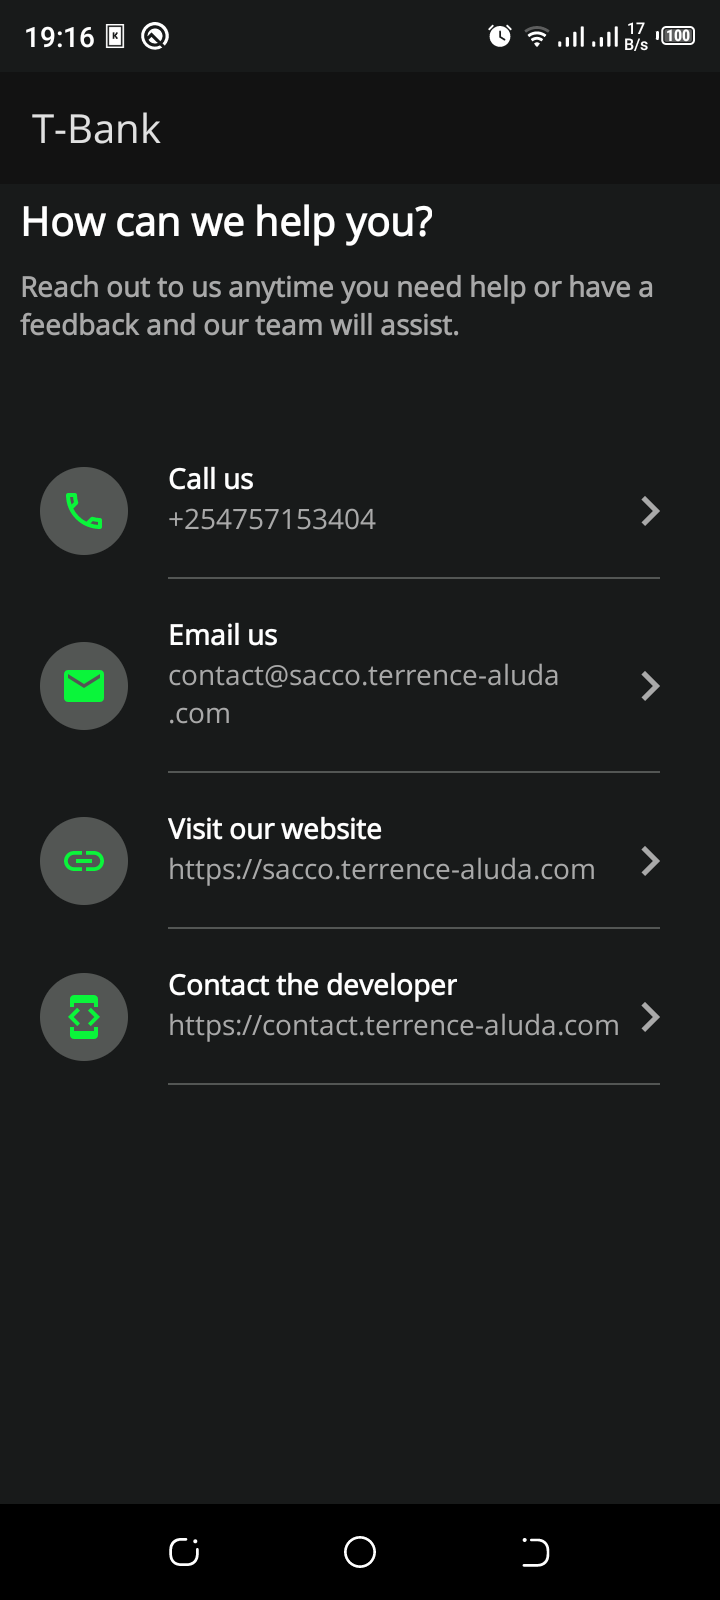 19:16
K
17
B/s
100
T-Bank
How can we help you?
Reach out to us anytime you need help or have a
feedback and our team will assist.
Call us
+254757153404
Email us
contact@sacco.terrence-aluda
.com
Visit our website
https://sacco.terrence-aluda.com
Contact the developer
https://contact.terrence-aluda.com